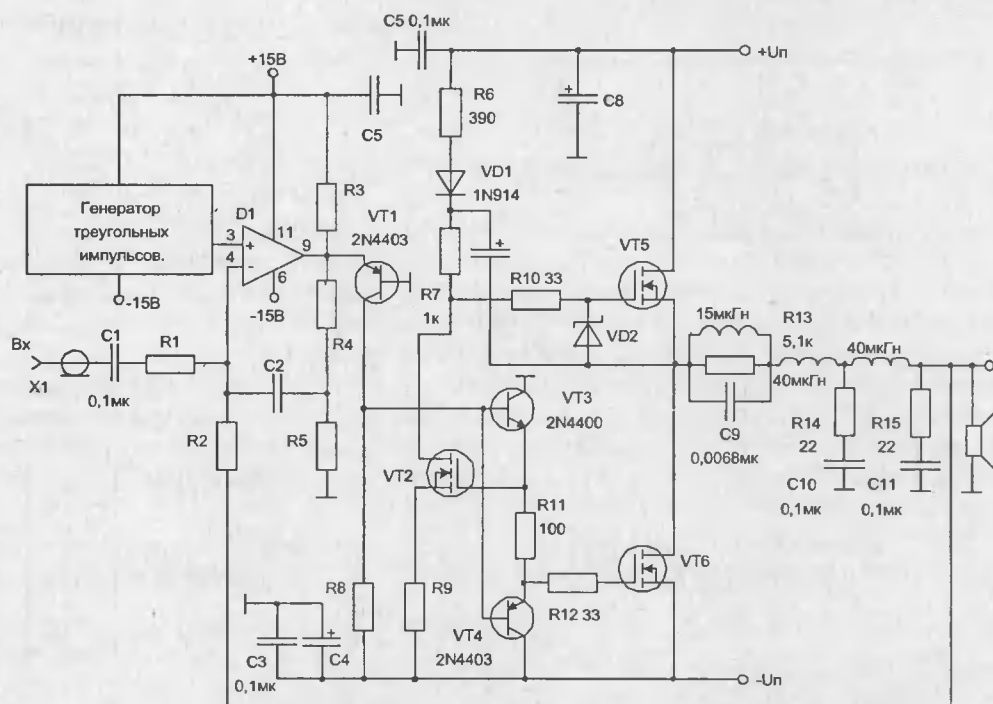 C5 0,1мк
+Uп
+15В
R6
390
C8
C5
VD1
1N914
Генератор
треугольных
импульсов.
R3
D1
3
4
11
9
6
+
-
VT1
2N4403
-15В
-15В
R7
1к
R10 33
VT5
VD2
15мкГн
R13
5,1к
40мкГн
40мкГн
Вх
X1
C1
0,1мк
R1
R4
C2
R2
R5
VT3
2N4400
C9
0,0068мк
R14
22
R15
22
C10
0,1мк
C11
0,1мк
VT2
R11
100
VT6
R8
R9
R12 33
VT4
2N4403
C3
0,1мк
C4
-Uп